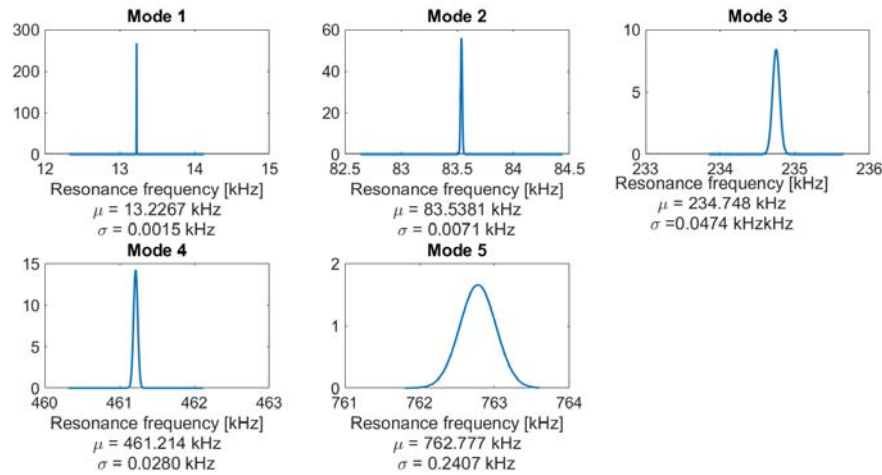 Mode 1
300
200
100
0
12 13 14 15
Resonance frequency [kHz]
μ = 13.2267 kHz
σ = 0.0015 kHz
Mode 2
60
40
20
0
82.5 83 83.5 84 84.5
Resonance frequency [kHz]
μ = 83.5381 kHz
σ = 0.0071 kHz
Mode 3
10
5
0
233 234 235 236
Resonance frequency [kHz]
μ = 234.748 kHz
σ =0.0474 kHzkHz
Mode 4
15
10
5
0
460 461 462 463
Resonance frequency [kHz]
μ = 461.214 kHz
σ = 0.0280 kHz
Mode 5
2
1
0
761 762 763 764
Resonance frequency [kHz]
μ = 762.777 kHz
σ = 0.2407 kHz